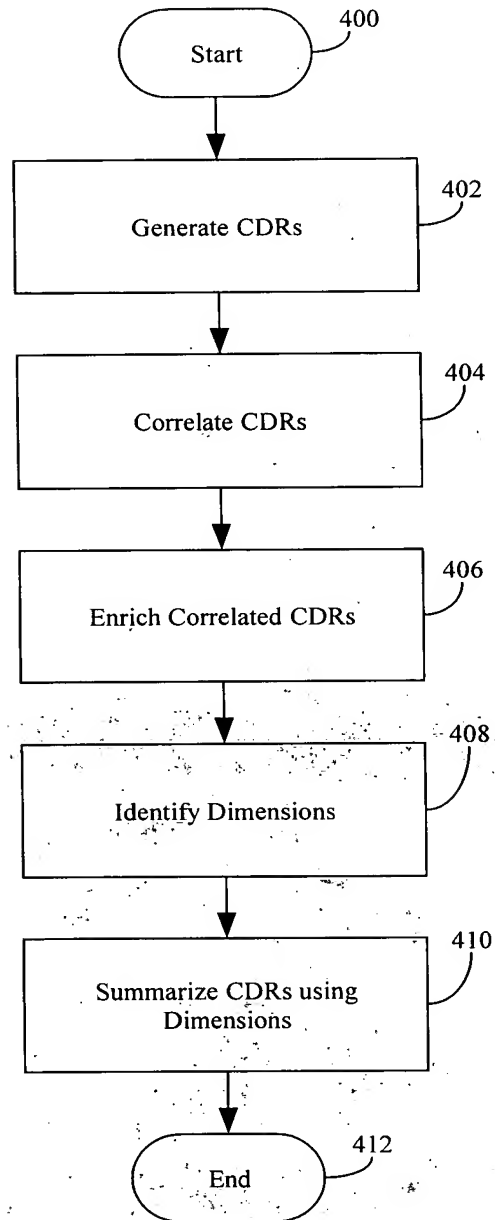 400
Start
402
Generate CDRs
404
Correlate CDRs
406
Enrich Correlated CDRs
408
Identify Dimensions
410
Summarize CDRs using
Dimensions
412
End